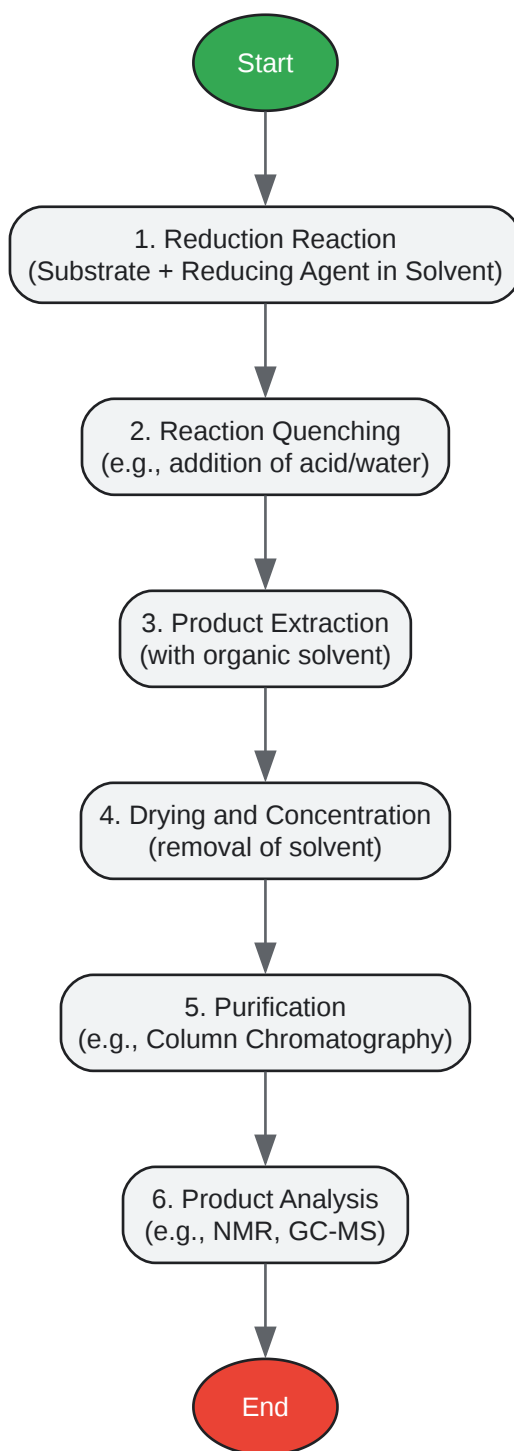 Start
1. Reduction Reaction
(Substrate + Reducing Agent in Solvent)
2. Reaction Quenching
(e.g., addition of acid/water)
3. Product Extraction
(with organic solvent)
4. Drying and Concentration
(removal of solvent)
5. Purification
(e.g., Column Chromatography)
6. Product Analysis
(e.g., NMR, GC-MS)
End